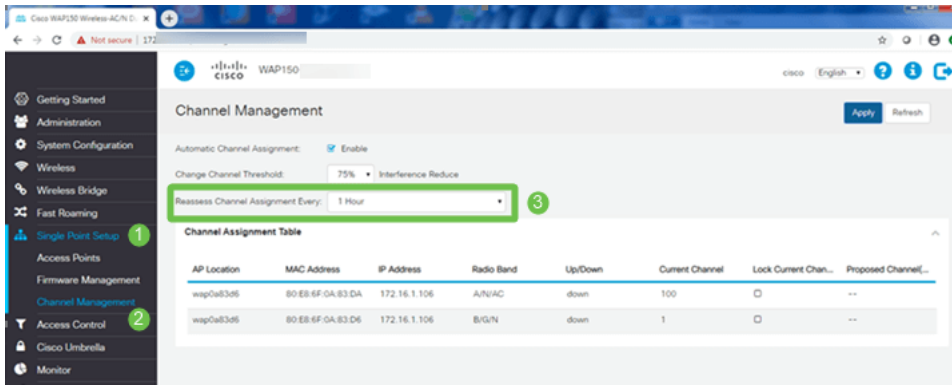 Cisco WAP150 Wireless-AC/N D
Not secure | 172
CISCO WAP150
cisco English
Getting Started
Administration
System Configuration
Wireless
Wireless Bridge
Fast Roaming
Single Point Setup 1
Access Points
Firmware Management
Channel Management
2
Access Control
Cisco Umbrella
Monitor
Channel Management
Apply Refresh
Automatic Channel Assignment: Enable
Change Channel Threshold: 75% Interference Reduce
Reassess Channel Assignment Every: 1 Hour 3
Channel Assignment Table
AP Location MAC Address IP Address Radio Band Up/Down Current Channel Lock Current Chan... Proposed Channel(...
wap0a83d6 80:E8:6F:0A:83:DA 172.16.1.106 A/N/AC down 100 --
wap0a83d6 80:E8:6F:0A:83:D6 172.16.1.106 B/G/N down 1 --